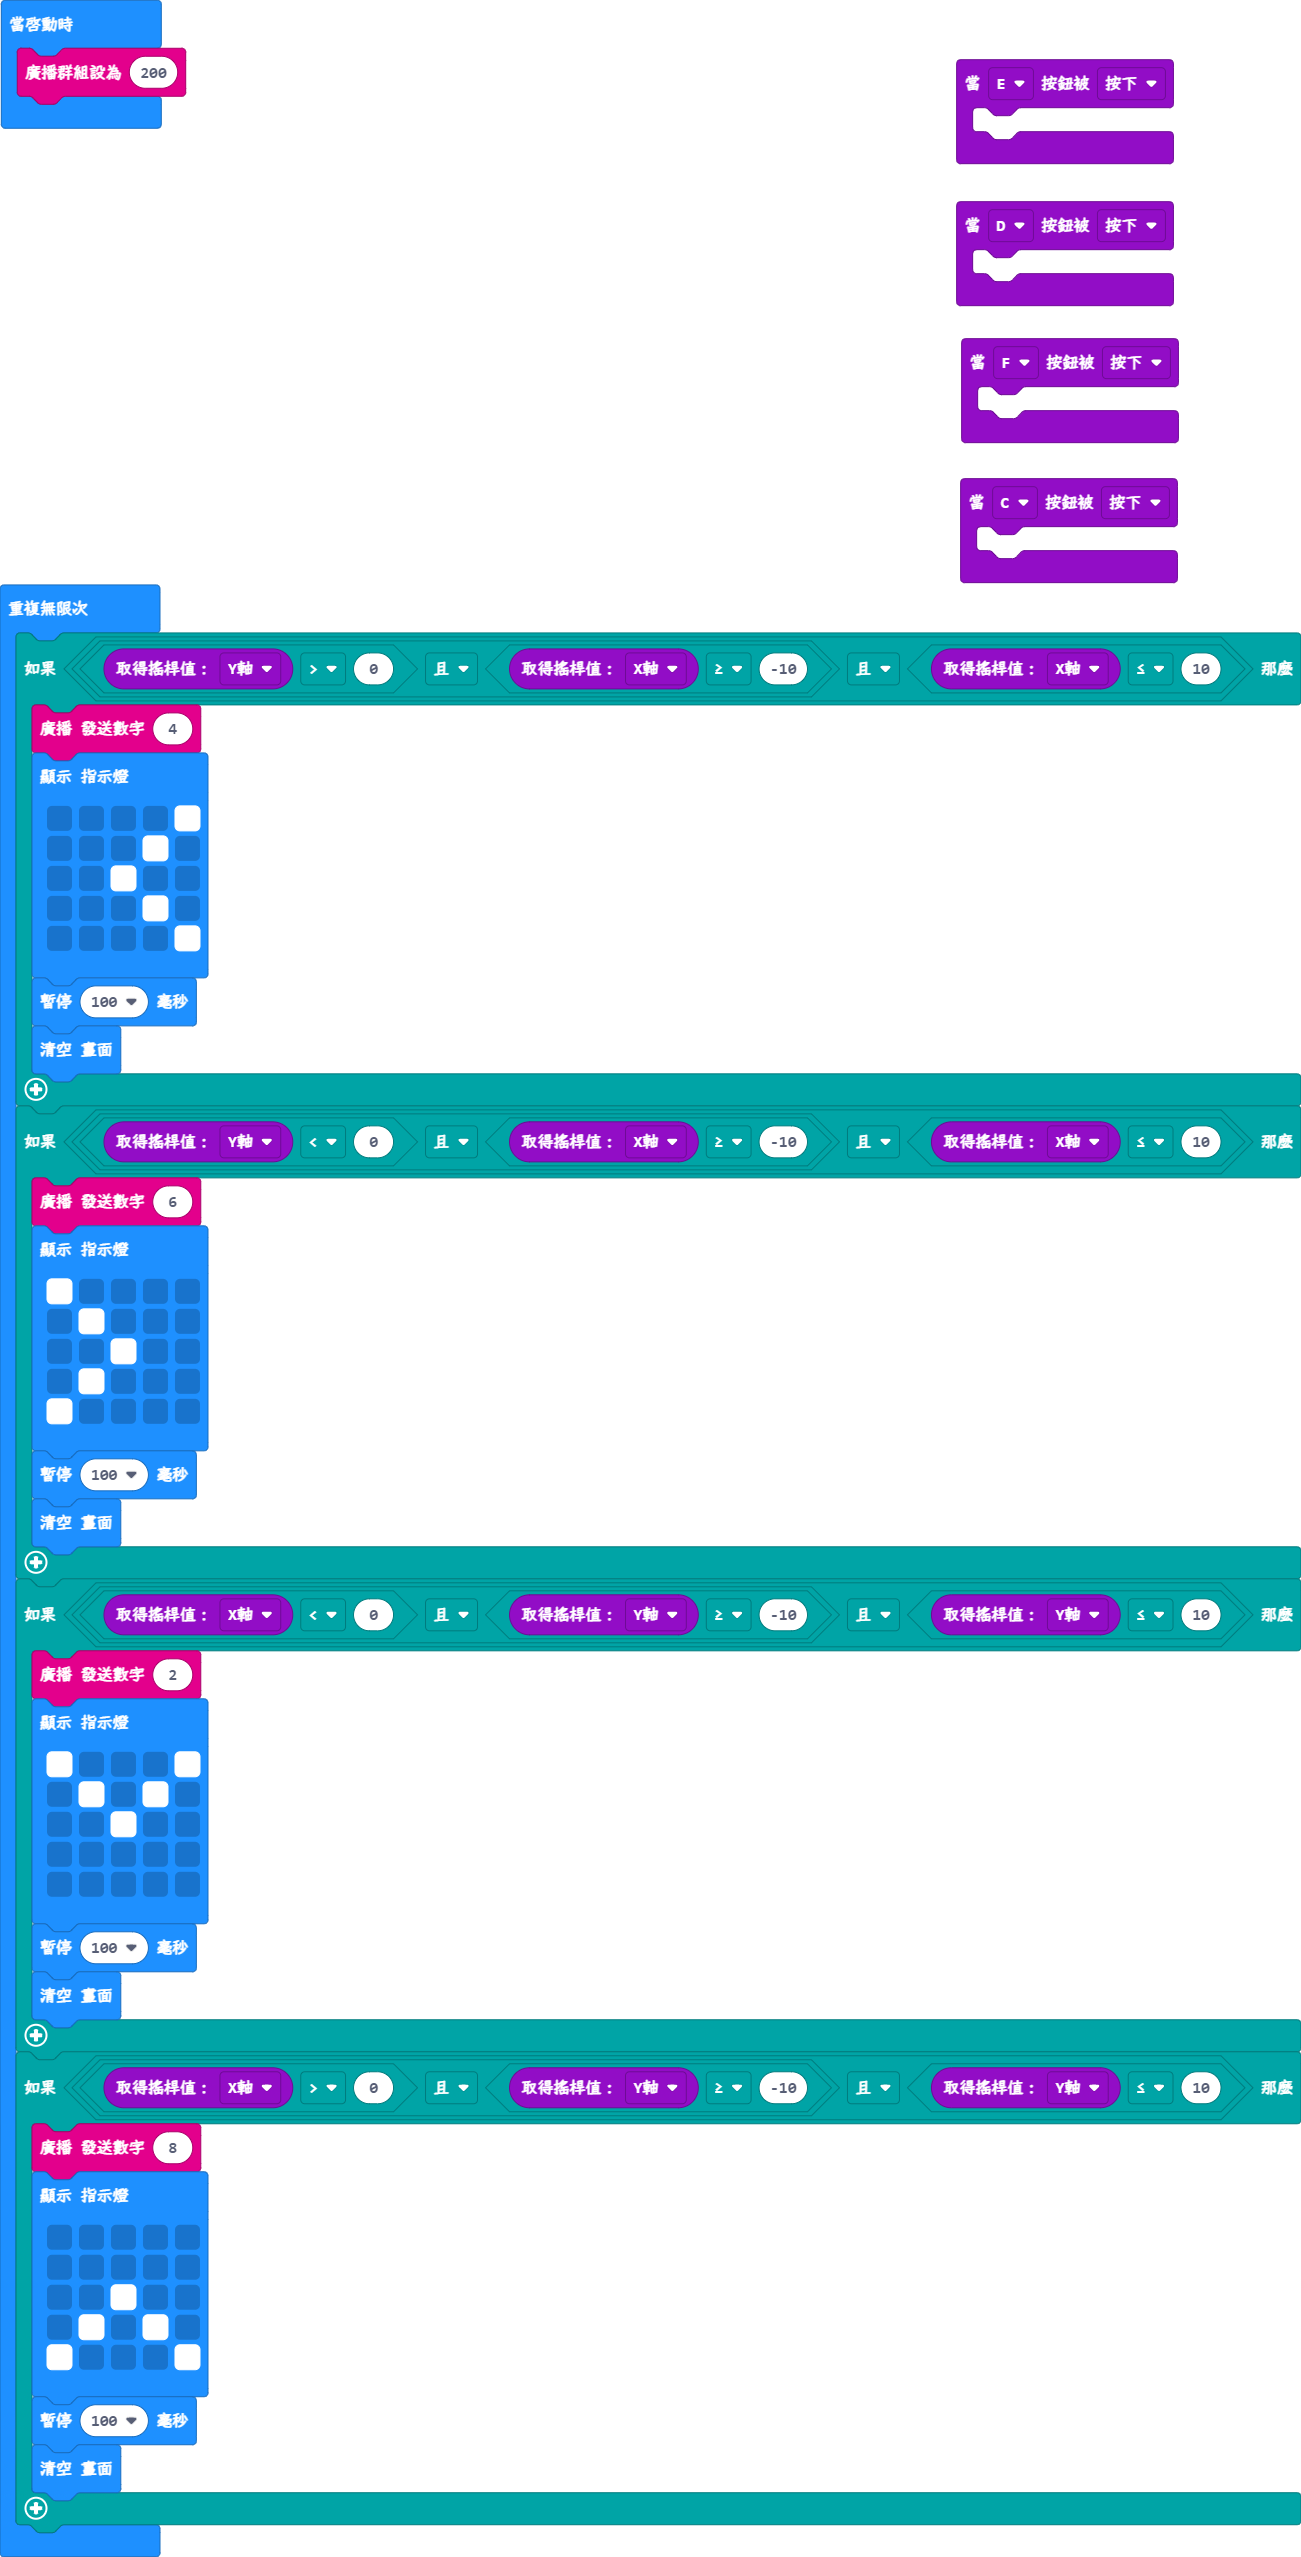 當啓動時
廣播群組設為 200
當 E 按鈕被 按下
當 D 按鈕被 按下
當 F 按鈕被 按下
當 C 按鈕被 按下
重複無限次
如果 取得搖桿值： Y軸 > 0 且 取得搖桿值： X軸 ≥ -10 且 取得搖桿值： X軸 ≤ 10 那麼
廣播 發送數字 4
顯示 指示燈
暫停 100 毫秒
清空 畫面
如果 取得搖桿值： Y軸 < 0 且 取得搖桿值： X軸 ≥ -10 且 取得搖桿值： X軸 ≤ 10 那麼
廣播 發送數字 6
顯示 指示燈
暫停 100 毫秒
清空 畫面
如果 取得搖桿值： X軸 < 0 且 取得搖桿值： Y軸 ≥ -10 且 取得搖桿值： Y軸 ≤ 10 那麼
廣播 發送數字 2
顯示 指示燈
暫停 100 毫秒
清空 畫面
如果 取得搖桿值： X軸 > 0 且 取得搖桿值： Y軸 ≥ -10 且 取得搖桿值： Y軸 ≤ 10 那麼
廣播 發送數字 8
顯示 指示燈
暫停 100 毫秒
清空 畫面